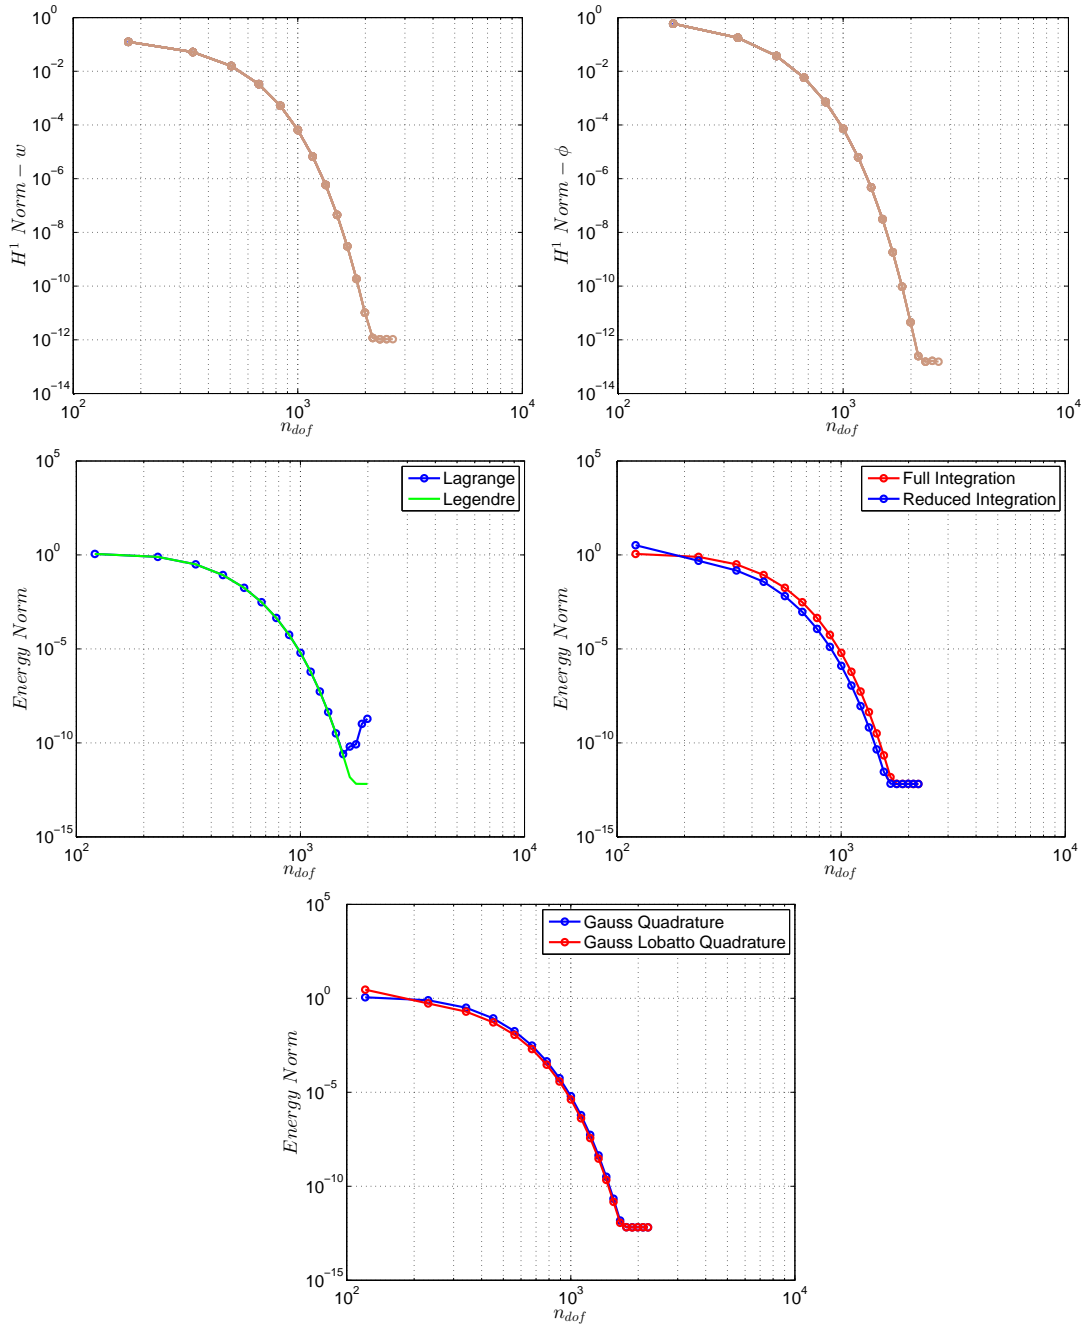 10^0
10^-2
10^-4
10^-6
10^-8
10^-10
10^-12
10^-14
H^1 Norm − w
10^2
10^3
10^4
n_dof
10^0
10^-2
10^-4
10^-6
10^-8
10^-10
10^-12
10^-14
H^1 Norm − ϕ
10^2
10^3
10^4
n_dof
10^5
10^0
10^-5
10^-10
10^-15
Energy Norm
Lagrange
Legendre
10^2
10^3
10^4
n_dof
10^5
10^0
10^-5
10^-10
10^-15
Energy Norm
Full Integration
Reduced Integration
10^2
10^3
10^4
n_dof
10^5
10^0
10^-5
10^-10
10^-15
Energy Norm
Gauss Quadrature
Gauss Lobatto Quadrature
10^2
10^3
10^4
n_dof